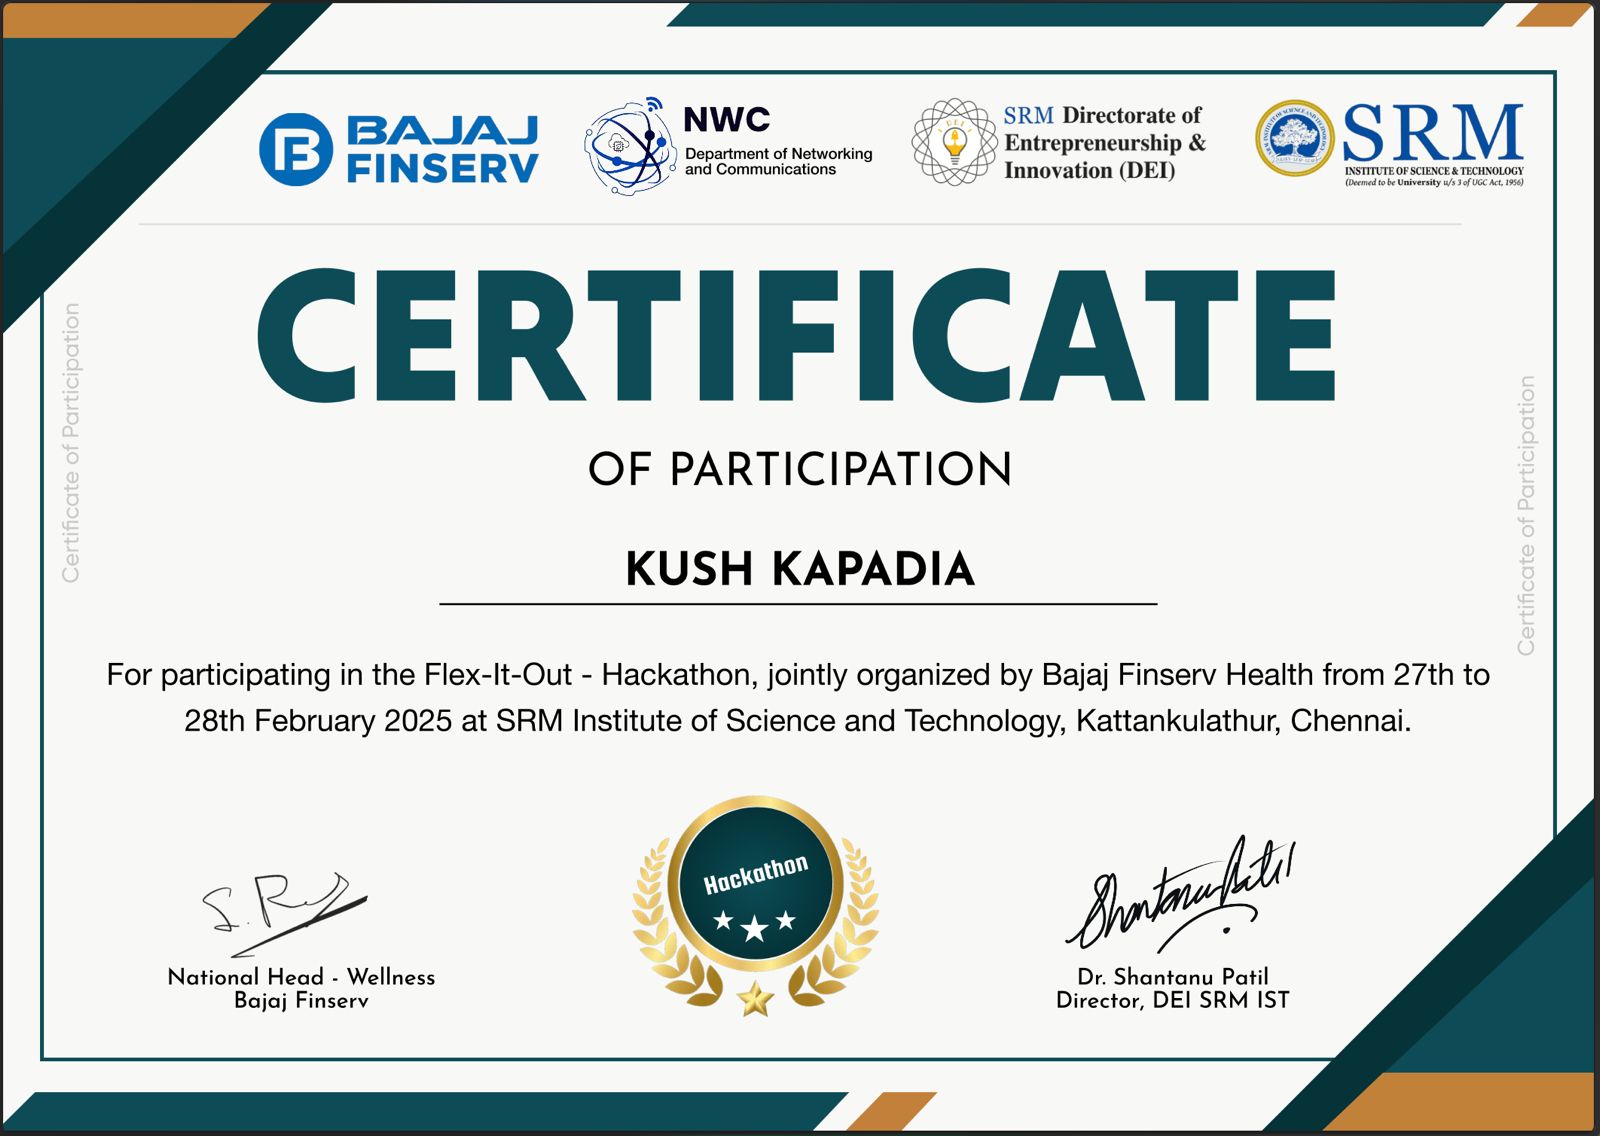 BAJAJ
FINSERV
NWC
Department of Networking
and Communications
DEI
SRM Directorate of
Entrepreneurship &
Innovation (DEI)
SRM
INSTITUTE OF SCIENCE & TECHNOLOGY
(Deemed to be University u/s 3 of UGC Act, 1956)
CERTIFICATE
OF PARTICIPATION
KUSH KAPADIA
For participating in the Flex-It-Out - Hackathon, jointly organized by Bajaj Finserv Health from 27th to
28th February 2025 at SRM Institute of Science and Technology, Kattankulathur, Chennai.
Certificate of Participation
Certificate of Participation
Hackathon
S. R
National Head - Wellness
Bajaj Finserv
Shantanu Patil
Dr. Shantanu Patil
Director, DEI SRM IST